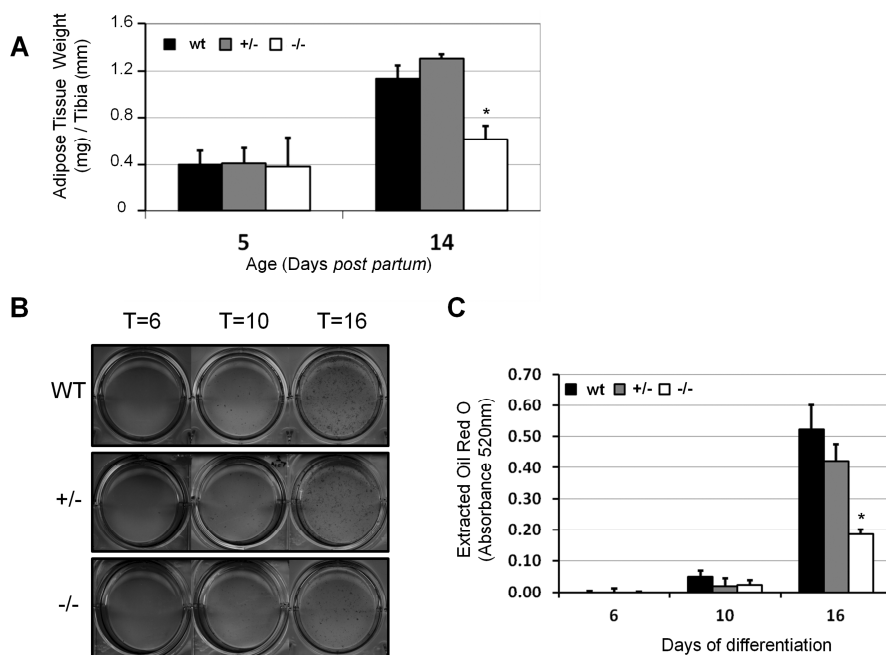 A
Adipose Tissue Weight
(mg) / Tibia (mm)
1.6
1.2
0.8
0.4
0
wt +/- -/-
*
5 14
Age (Days post partum)
B
T=6 T=10 T=16
WT
+/-
-/-
C
Extracted Oil Red O
(Absorbance 520nm)
0.70
0.60
0.50
0.40
0.30
0.20
0.10
0.00
wt +/- -/-
*
6 10 16
Days of differentiation